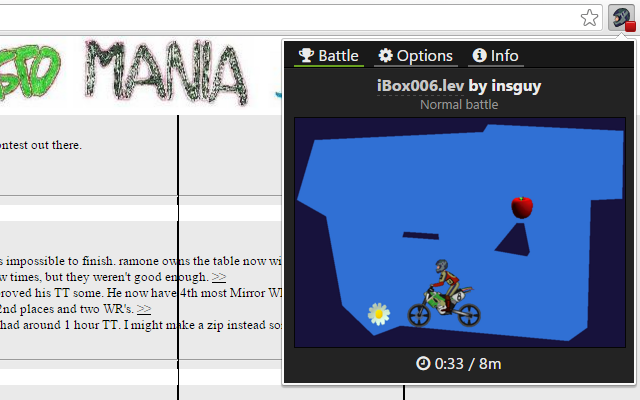 STO MANIA
Battle Options Info
iBox006.lev by insguy
Normal battle
0:33 / 8m
ntest out there.
s impossible to finish. ramone owns the table now wi
w times, but they weren't good enough. >>
roved his TT some. He now have 4th most Mirror W
2nd places and two WR's. >>
had around 1 hour TT. I might make a zip instead so